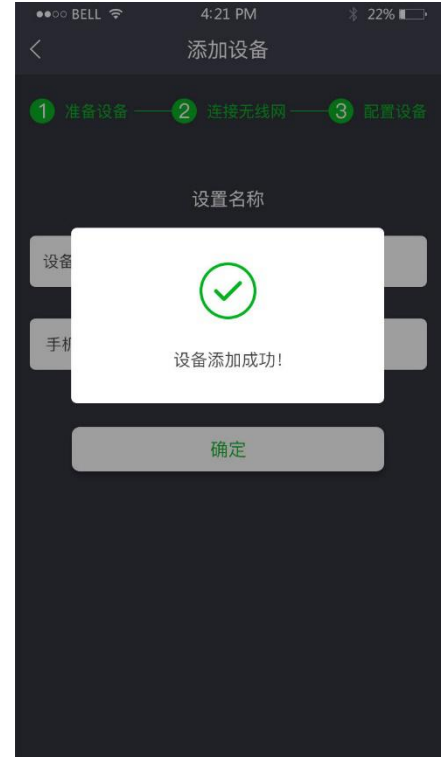 BELL 4:21 PM 22%
添加设备
1 准备设备 2 连接无线网 3 配置设备
设置名称
设备
设备添加成功!
手机
确定